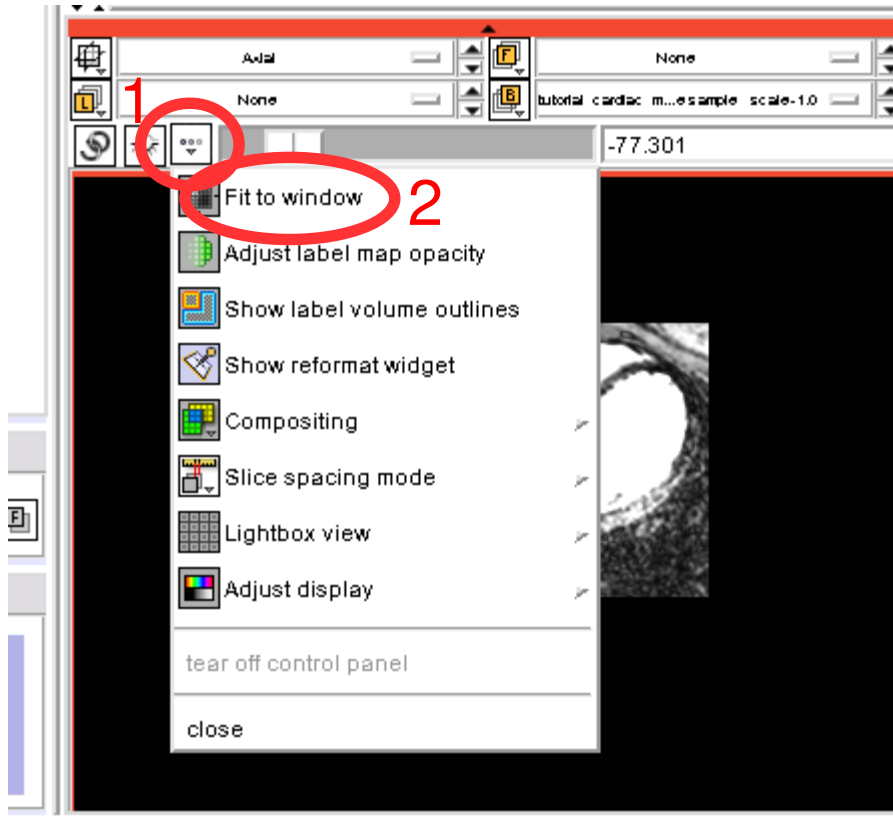 Axial
F
None
L
None
B
tutorial cardiac m...esample scale-1.0
1
-77.301
Fit to window
2
Adjust label map opacity
Show label volume outlines
Show reformat widget
Compositing
Slice spacing mode
F
Lightbox view
Adjust display
tear off control panel
close